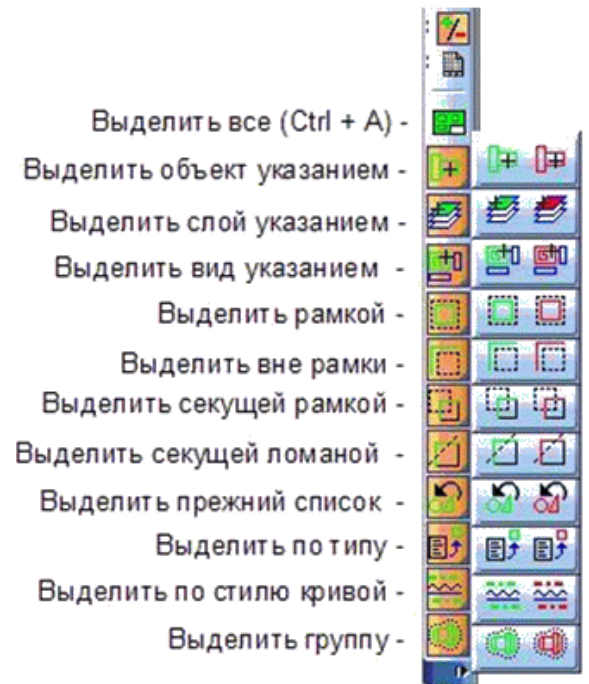 Выделить все (Ctrl + A) -
Выделить объект указанием -
Выделить слой указанием -
Выделить вид указанием -
Выделить рамкой -
Выделить вне рамки -
Выделить секущей рамкой -
Выделить секущей ломаной -
Выделить прежний список -
Выделить по типу -
Выделить по стилю кривой -
Выделить группу -